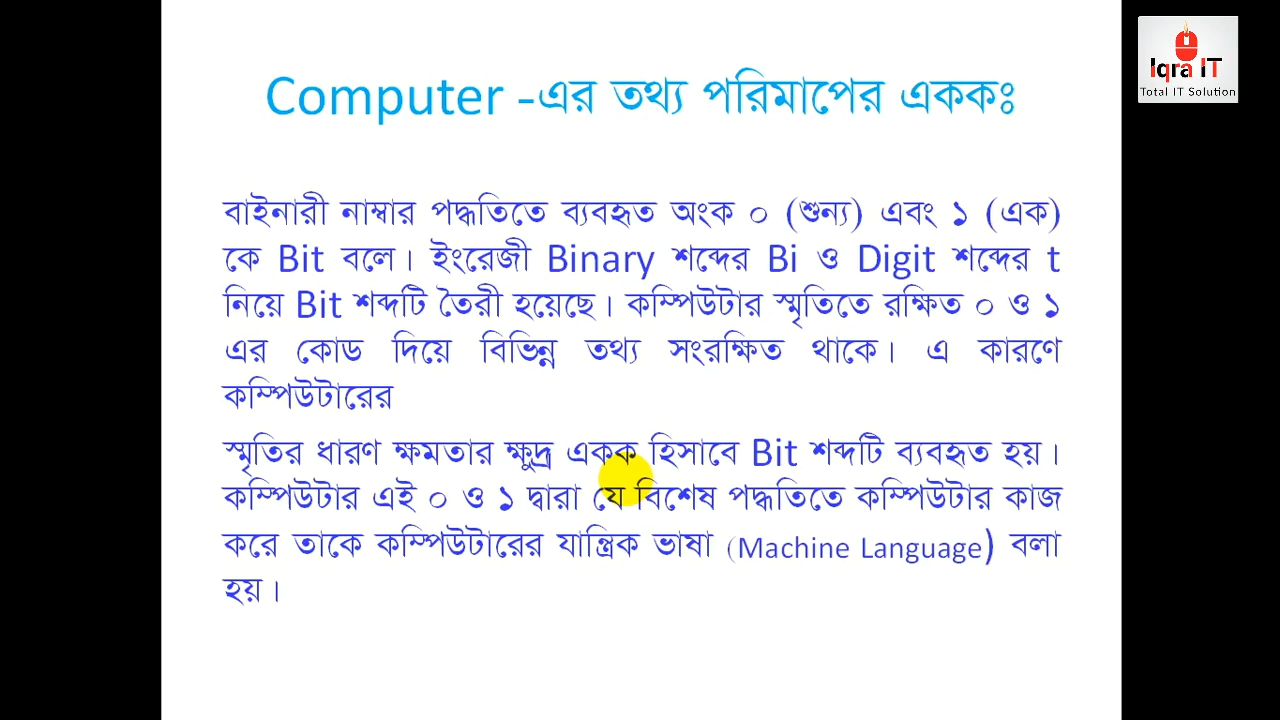 Iqra IT
Total IT Solution
Computer -এর তথ্য পরিমাপের এককঃ
বাইনারী নাম্বার পদ্ধতিতে ব্যবহৃত অংক ০ (শুন্য) এবং ১ (এক)
কে Bit বলে। ইংরেজী Binary শব্দের Bi ও Digit শব্দের t
নিয়ে Bit শব্দটি তৈরী হয়েছে। কম্পিউটার স্মৃতিতে রক্ষিত ০ ও ১
এর কোড দিয়ে বিভিন্ন তথ্য সংরক্ষিত থাকে। এ কারণে
কম্পিউটারের
স্মৃতির ধারণ ক্ষমতার ক্ষুদ্র একক হিসাবে Bit শব্দটি ব্যবহৃত হয়।
কম্পিউটার এই ০ ও ১ দ্বারা যে বিশেষ পদ্ধতিতে কম্পিউটার কাজ
করে তাকে কম্পিউটারের যান্ত্রিক ভাষা (Machine Language) বলা
হয়।